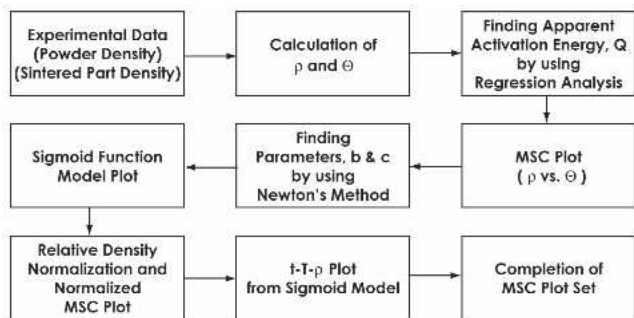 Experimental Data
(Powder Density)
(Sintered Part Density)
Calculation of
ρ and Θ
Finding Apparent
Activation Energy, Q
by using
Regression Analysis
MSC Plot
( ρ vs. Θ )
Finding
Parameters, b & c
by using
Newton's Method
Sigmoid Function
Model Plot
Relative Density
Normalization and
Normalized
MSC Plot
t-T-ρ Plot
from Sigmoid Model
Completion of
MSC Plot Set